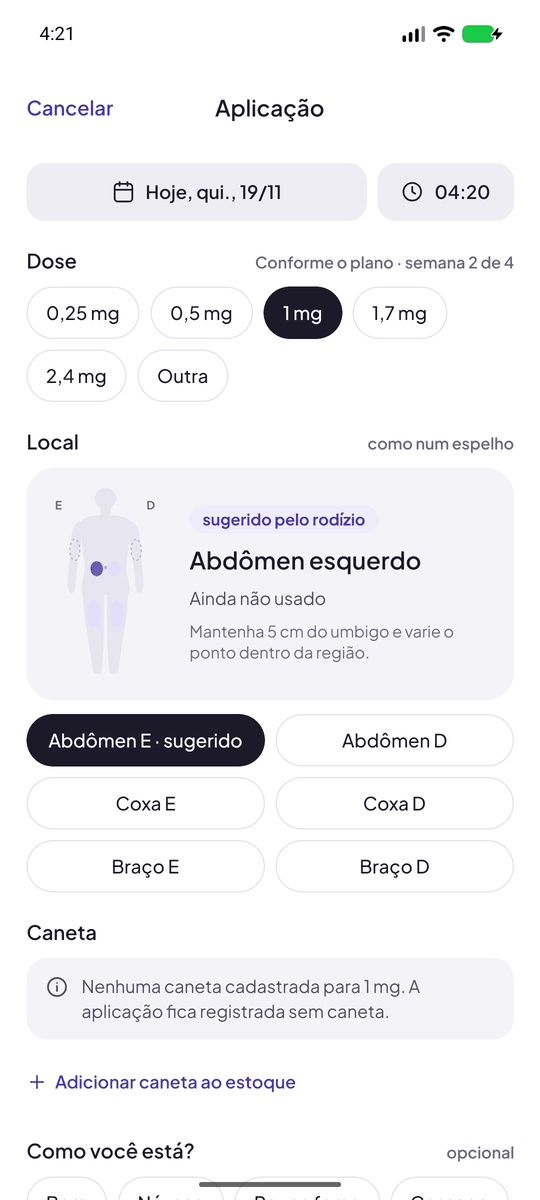 4:21
Cancelar
Aplicação
Hoje, qui., 19/11
04:20
Dose
Conforme o plano · semana 2 de 4
0,25 mg
0,5 mg
1 mg
1,7 mg
2,4 mg
Outra
Local
como num espelho
E
D
sugerido pelo rodízio
Abdômen esquerdo
Ainda não usado
Mantenha 5 cm do umbigo e varie o
ponto dentro da região.
Abdômen E · sugerido
Abdômen D
Coxa E
Coxa D
Braço E
Braço D
Caneta
Nenhuma caneta cadastrada para 1 mg. A
aplicação fica registrada sem caneta.
+ Adicionar caneta ao estoque
Como você está?
opcional